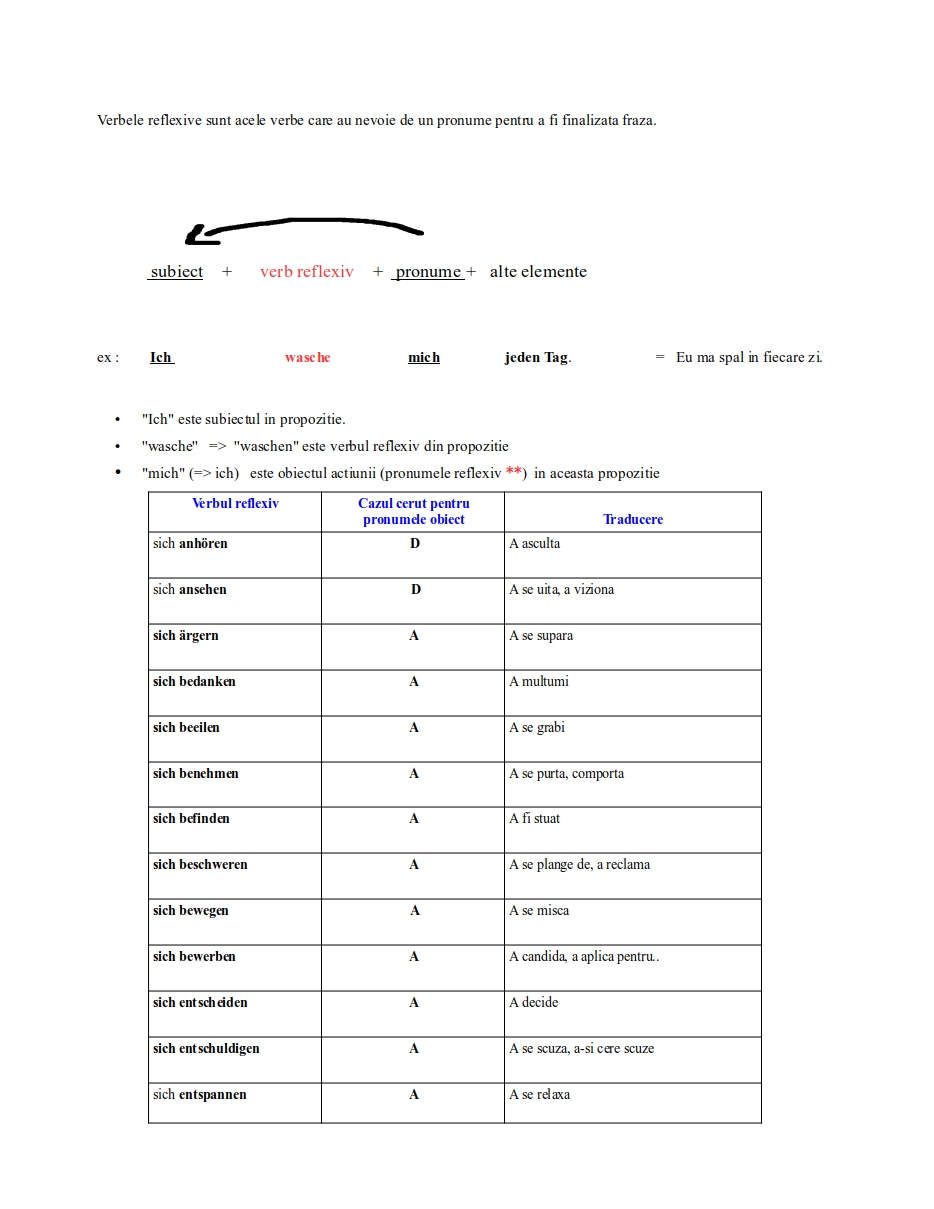 Verbele reflexive sunt acele verbe care au nevoie de un pronume pentru a fi finalizata fraza.
subiect + verb reflexiv + pronume + alte elemente
ex : Ich wasche mich jeden Tag. = Eu ma spal in fiecare zi.
• "Ich" este subiectul in propozitie.
• "wasche" => "waschen" este verbul reflexiv din propozitie
• "mich" (=> ich) este obiectul actiunii (pronumele reflexiv **) in aceasta propozitie
Verbul reflexiv Cazul cerut pentru
pronumele obiect Traducere
sich anhören D A asculta
sich ansehen D A se uita, a viziona
sich ärgern A A se supara
sich bedanken A A multumi
sich beeilen A A se grabi
sich benehmen A A se purta, comporta
sich befinden A A fi stuat
sich beschweren A A se plange de, a reclama
sich bewegen A A se misca
sich bewerben A A candida, a aplica pentru..
sich entscheiden A A decide
sich entschuldigen A A se scuza, a-si cere scuze
sich entspannen A A se relaxa